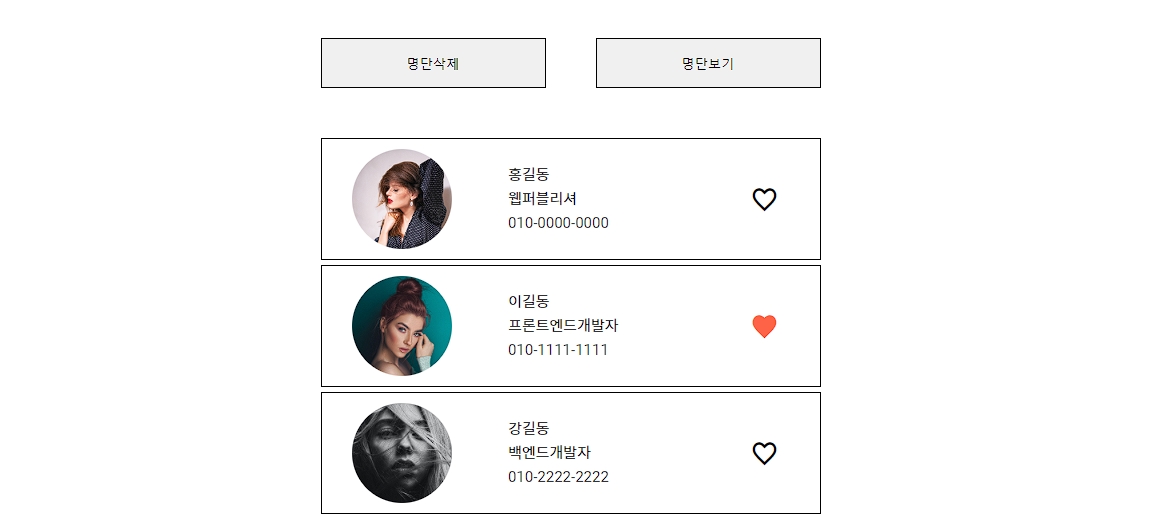 명단삭제
명단보기
홍길동
웹퍼블리셔
010-0000-0000
이길동
프론트엔드개발자
010-1111-1111
강길동
백엔드개발자
010-2222-2222